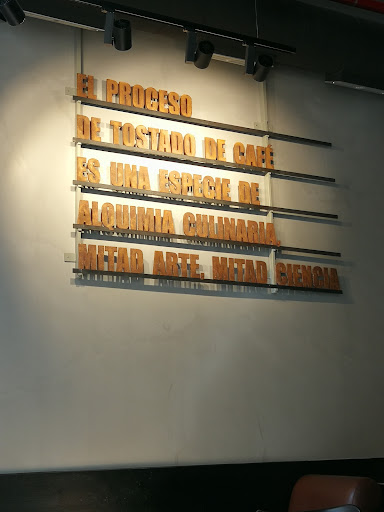 EL PROCESO
DE TOSTADO DE CAFÉ
ES UNA ESPECIE DE
ALQUIMIA CULINARIA,
MITAD ARTE, MITAD CIENCIA